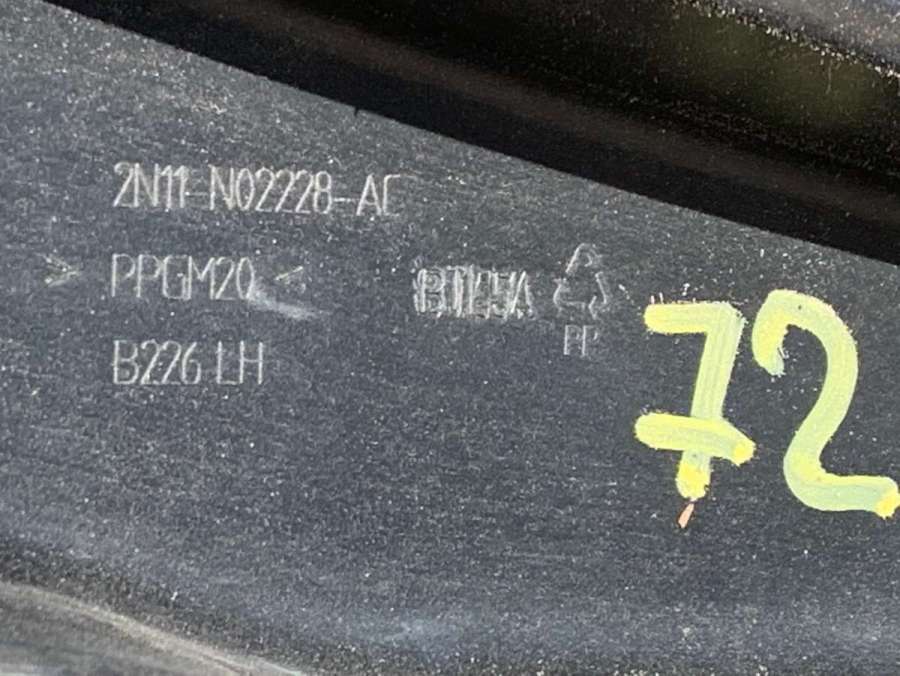 2N11-N02228-AC
> PPGM20 <
PP
B226 LH
72